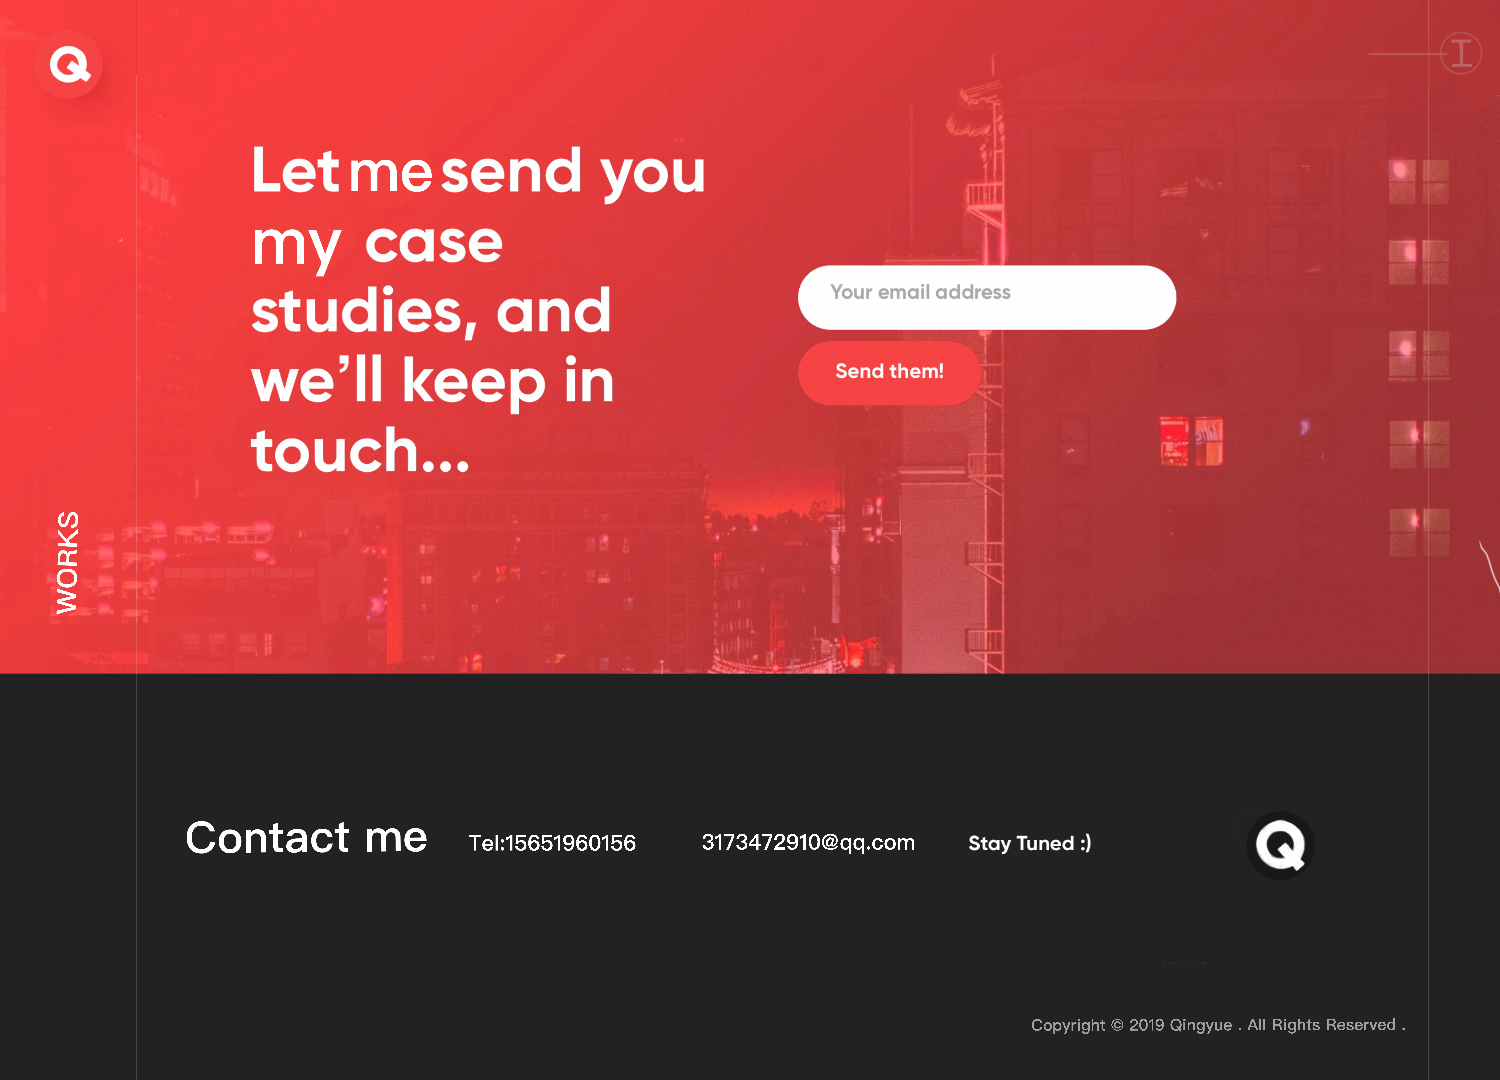 Q
I
Let me send you
my case
studies, and
we’ll keep in
touch...
Your email address
Send them!
WORKS
Contact me
Tel:15651960156
3173472910@qq.com
Stay Tuned :)
Q
Copyright © 2019 Qingyue . All Rights Reserved .